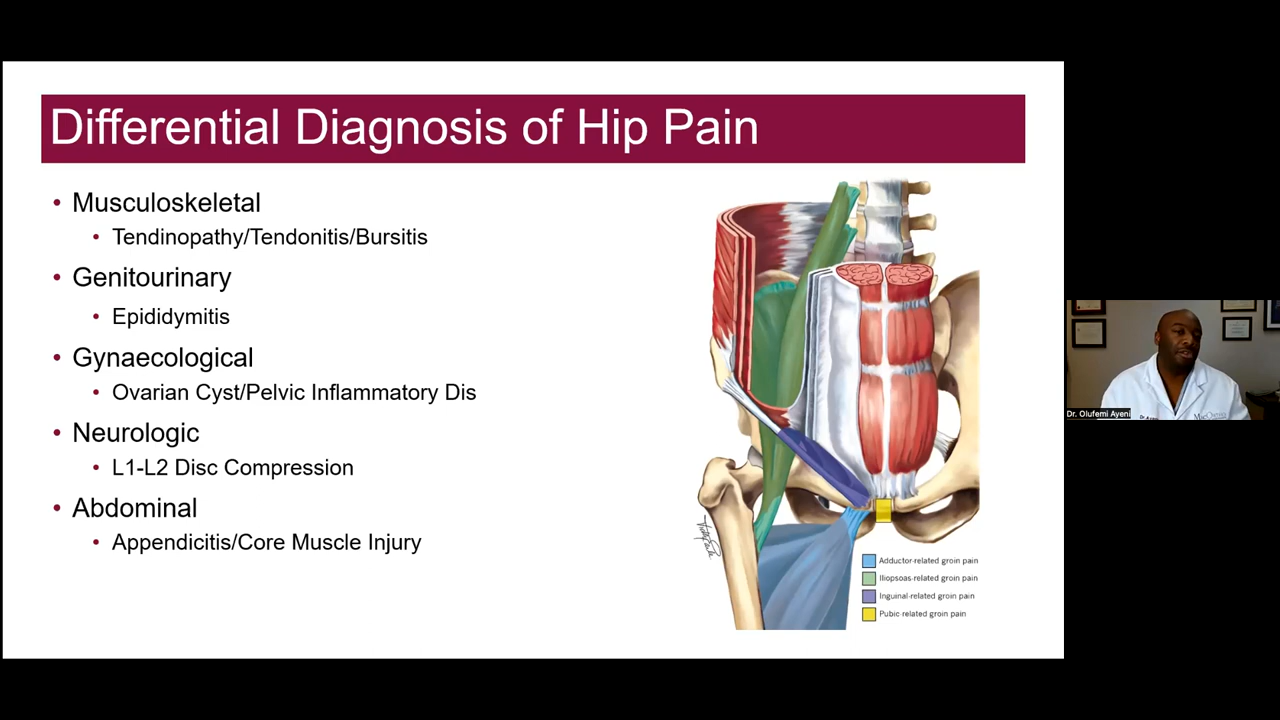 Differential Diagnosis of Hip Pain
• Musculoskeletal
• Tendinopathy/Tendonitis/Bursitis
• Genitourinary
• Epididymitis
• Gynaecological
• Ovarian Cyst/Pelvic Inflammatory Dis
• Neurologic
• L1-L2 Disc Compression
• Abdominal
• Appendicitis/Core Muscle Injury
Adductor-related groin pain
Iliopsoas-related groin pain
Inguinal-related groin pain
Pubic-related groin pain
Dr. Olufemi Ayeni